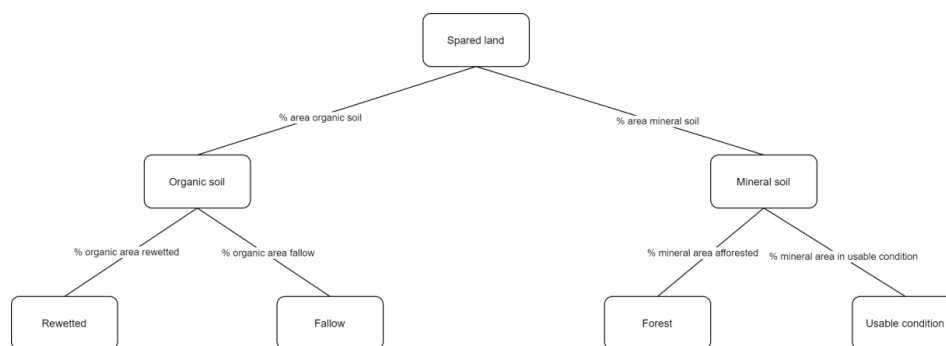 Spared land
% area organic soil
% area mineral soil
Organic soil
Mineral soil
% organic area rewetted
% organic area fallow
% mineral area afforested
% mineral area in usable condition
Rewetted
Fallow
Forest
Usable condition